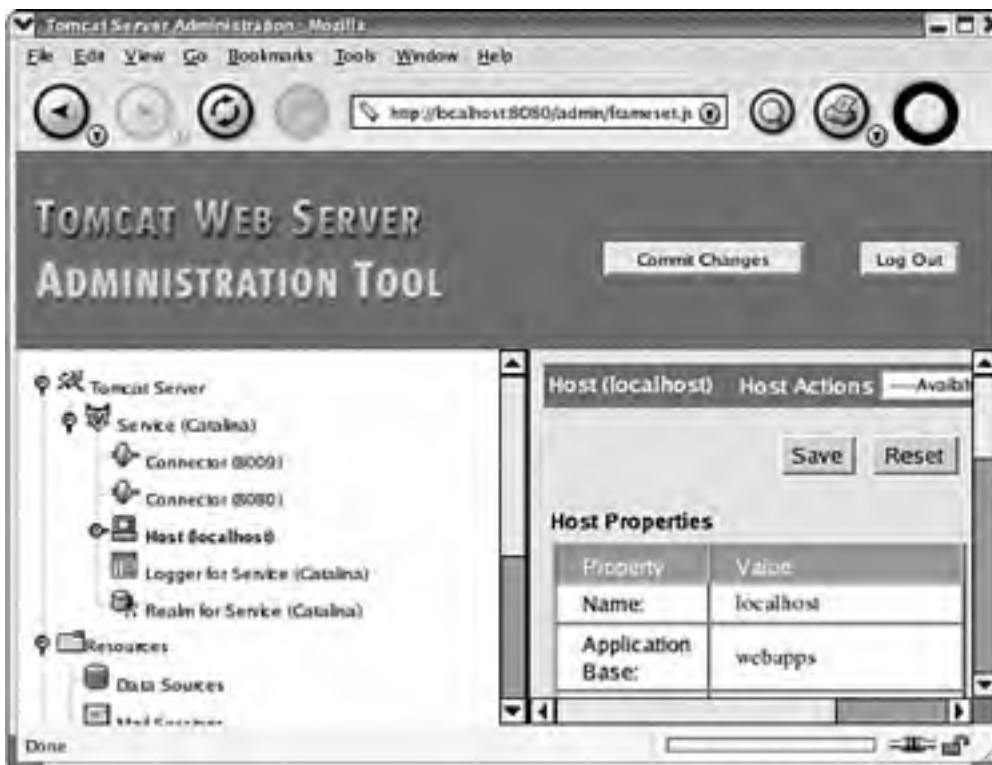 Tomcat Server Administration - Mozilla
File Edit View Go Bookmarks Tools Window Help
http://localhost:8080/admin/frameset.js
TOMCAT WEB SERVER
ADMINISTRATION TOOL
Commit Changes
Log Out
Tomcat Server
Service (Catalina)
Connector (8009)
Connector (8080)
Host (localhost)
Logger for Service (Catalina)
Realm for Service (Catalina)
Resources
Data Sources
Host (localhost) Host Actions
Save Reset
Host Properties
Property Value
Name: localhost
Application Base: webapps
Done